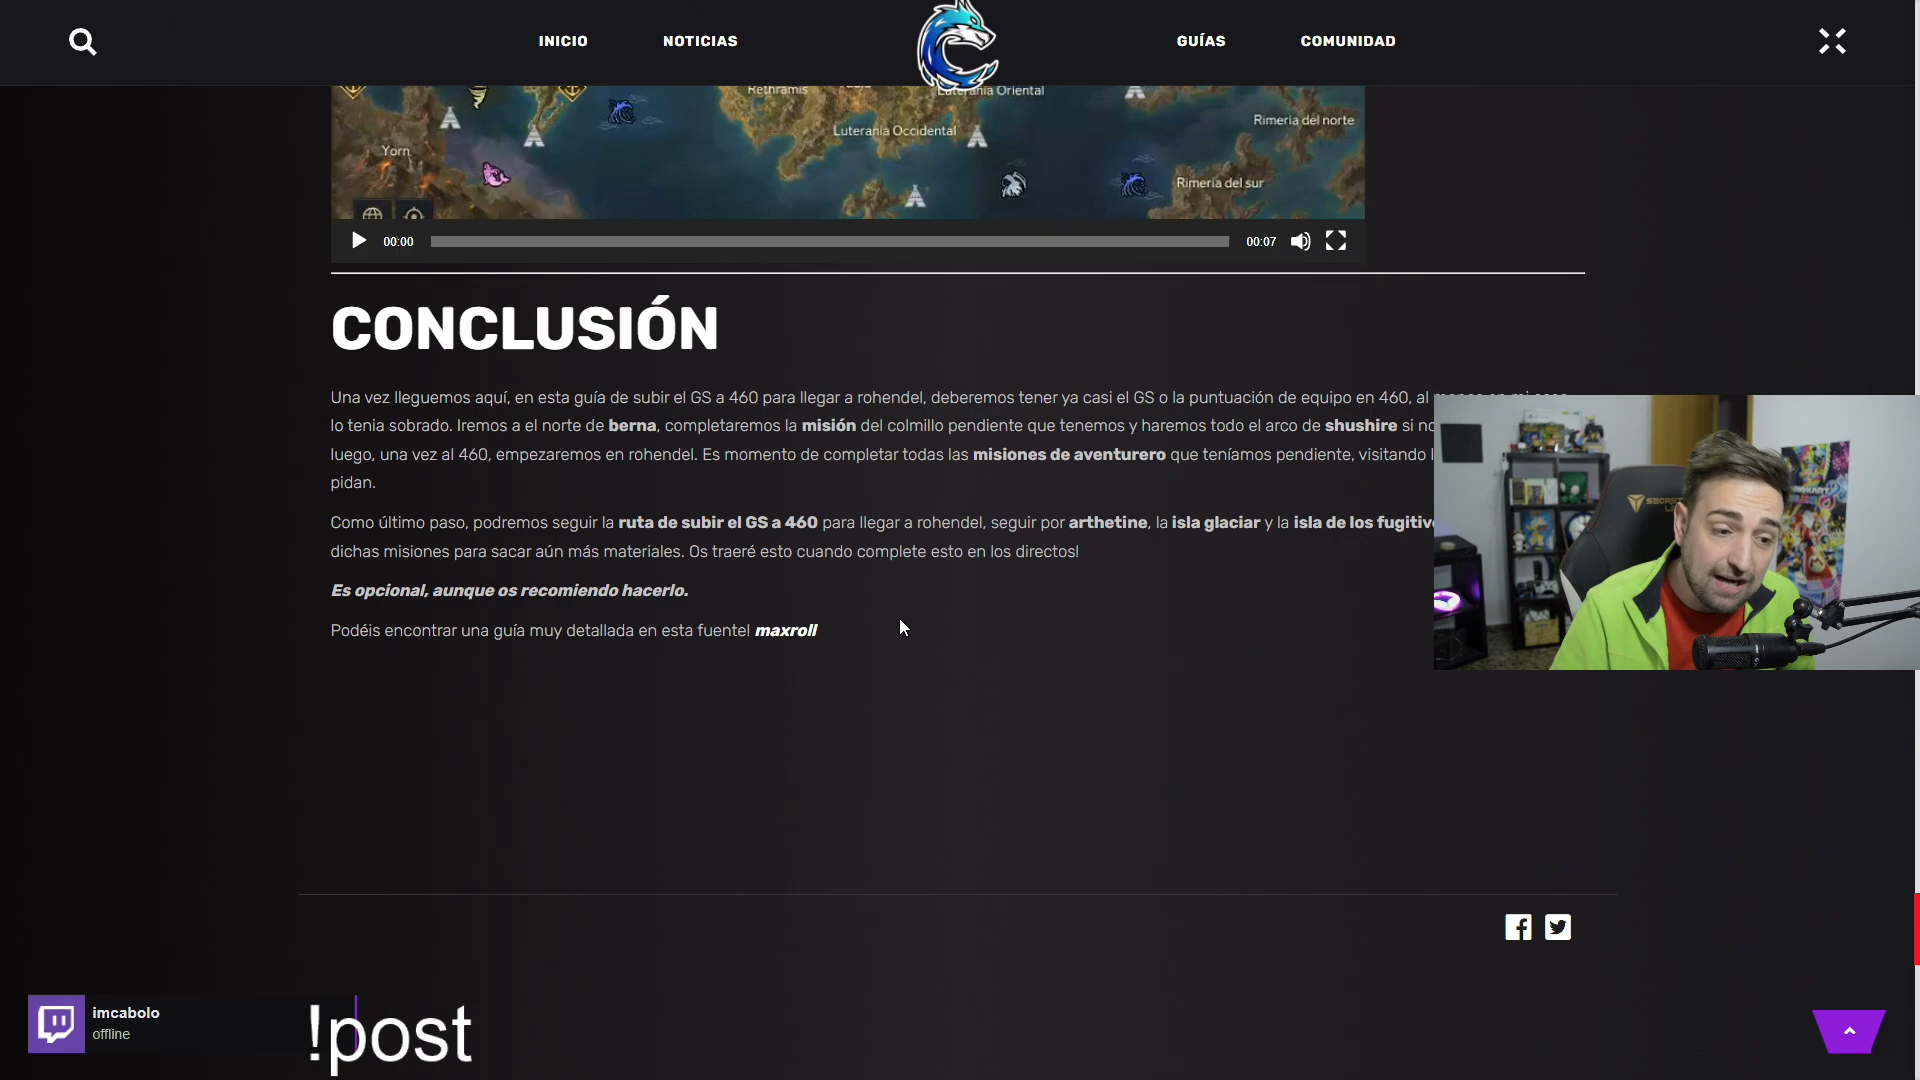 INICIO NOTICIAS GUÍAS COMUNIDAD
Rethramis Luterania Oriental
Luterania Occidental Rimeria del norte
Yorn
Rimeria del sur
00:00 00:07
CONCLUSIÓN
Una vez lleguemos aquí, en esta guía de subir el GS a 460 para llegar a rohendel, deberemos tener ya casi el GS o la puntuación de equipo en 460, al
lo tenia sobrado. Iremos a el norte de berna, completaremos la misión del colmillo pendiente que tenemos y haremos todo el arco de shushire si
luego, una vez al 460, empezaremos en rohendel. Es momento de completar todas las misiones de aventurero que teníamos pendiente, visitando
pidan.
Como último paso, podremos seguir la ruta de subir el GS a 460 para llegar a rohendel, seguir por arthetine, la isla glaciar y la isla de los
dichas misiones para sacar aún más materiales. Os traeré esto cuando complete esto en los directos!
Es opcional, aunque os recomiendo hacerlo.
Podéis encontrar una guía muy detallada en esta fuentel maxroll
imcabolo
offline
!post